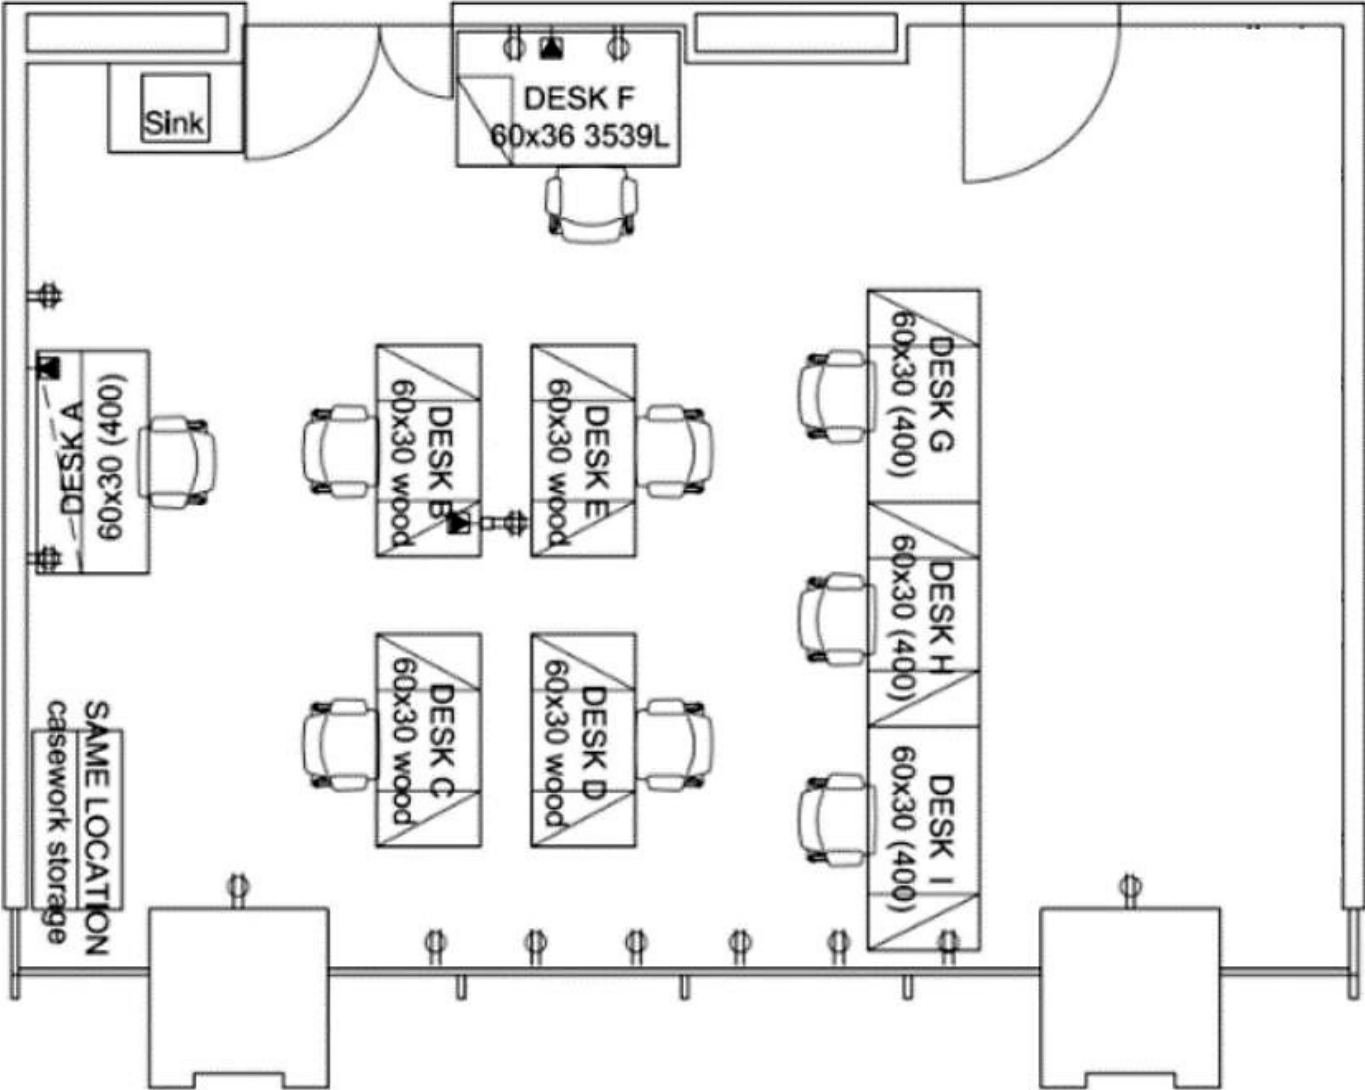 Sink
DESK F
60x36 3539L
DESK A
60x30 (400)
DESK B
60x30 wood
DESK E
60x30 wood
DESK G
60x30 (400)
DESK H
60x30 (400)
DESK C
60x30 wood
DESK D
60x30 wood
DESK I
60x30 (400)
SAME LOCATION
casework storage